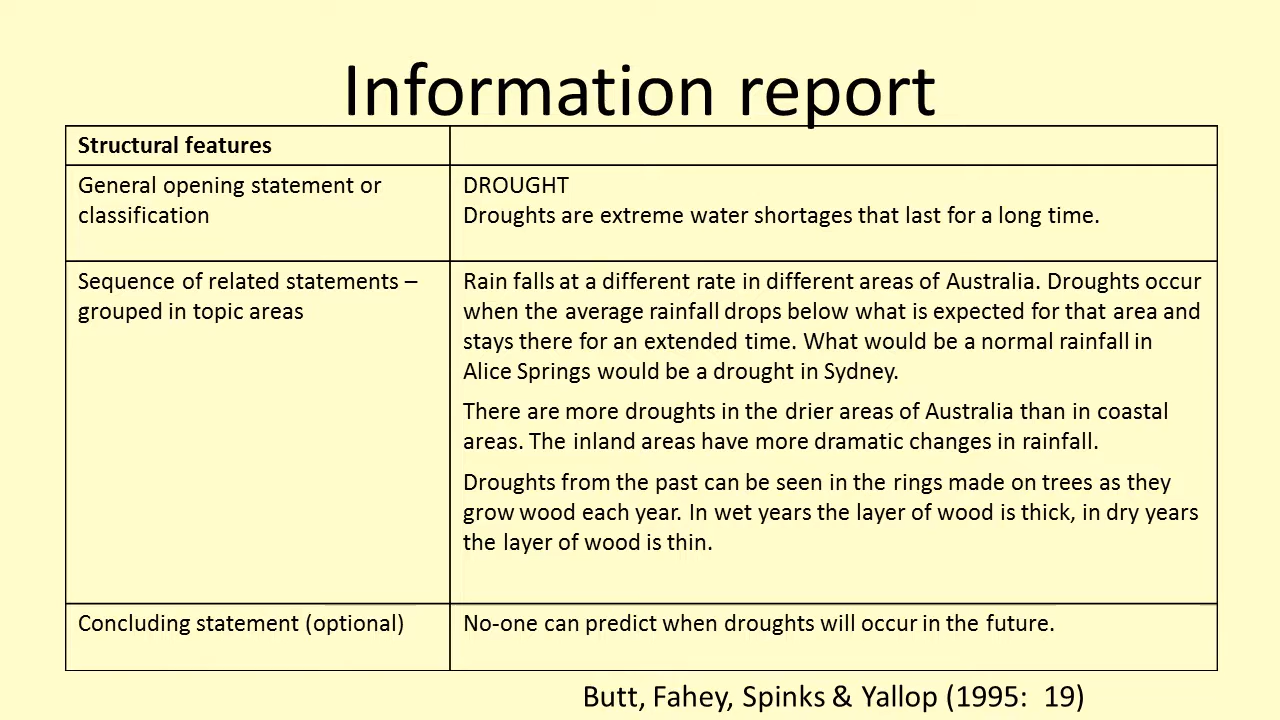 Information report
Structural features
General opening statement or
classification
DROUGHT
Droughts are extreme water shortages that last for a long time.
Sequence of related statements –
grouped in topic areas
Rain falls at a different rate in different areas of Australia. Droughts occur
when the average rainfall drops below what is expected for that area and
stays there for an extended time. What would be a normal rainfall in
Alice Springs would be a drought in Sydney.
There are more droughts in the drier areas of Australia than in coastal
areas. The inland areas have more dramatic changes in rainfall.
Droughts from the past can be seen in the rings made on trees as they
grow wood each year. In wet years the layer of wood is thick, in dry years
the layer of wood is thin.
Concluding statement (optional)
No-one can predict when droughts will occur in the future.
Butt, Fahey, Spinks & Yallop (1995:  19)